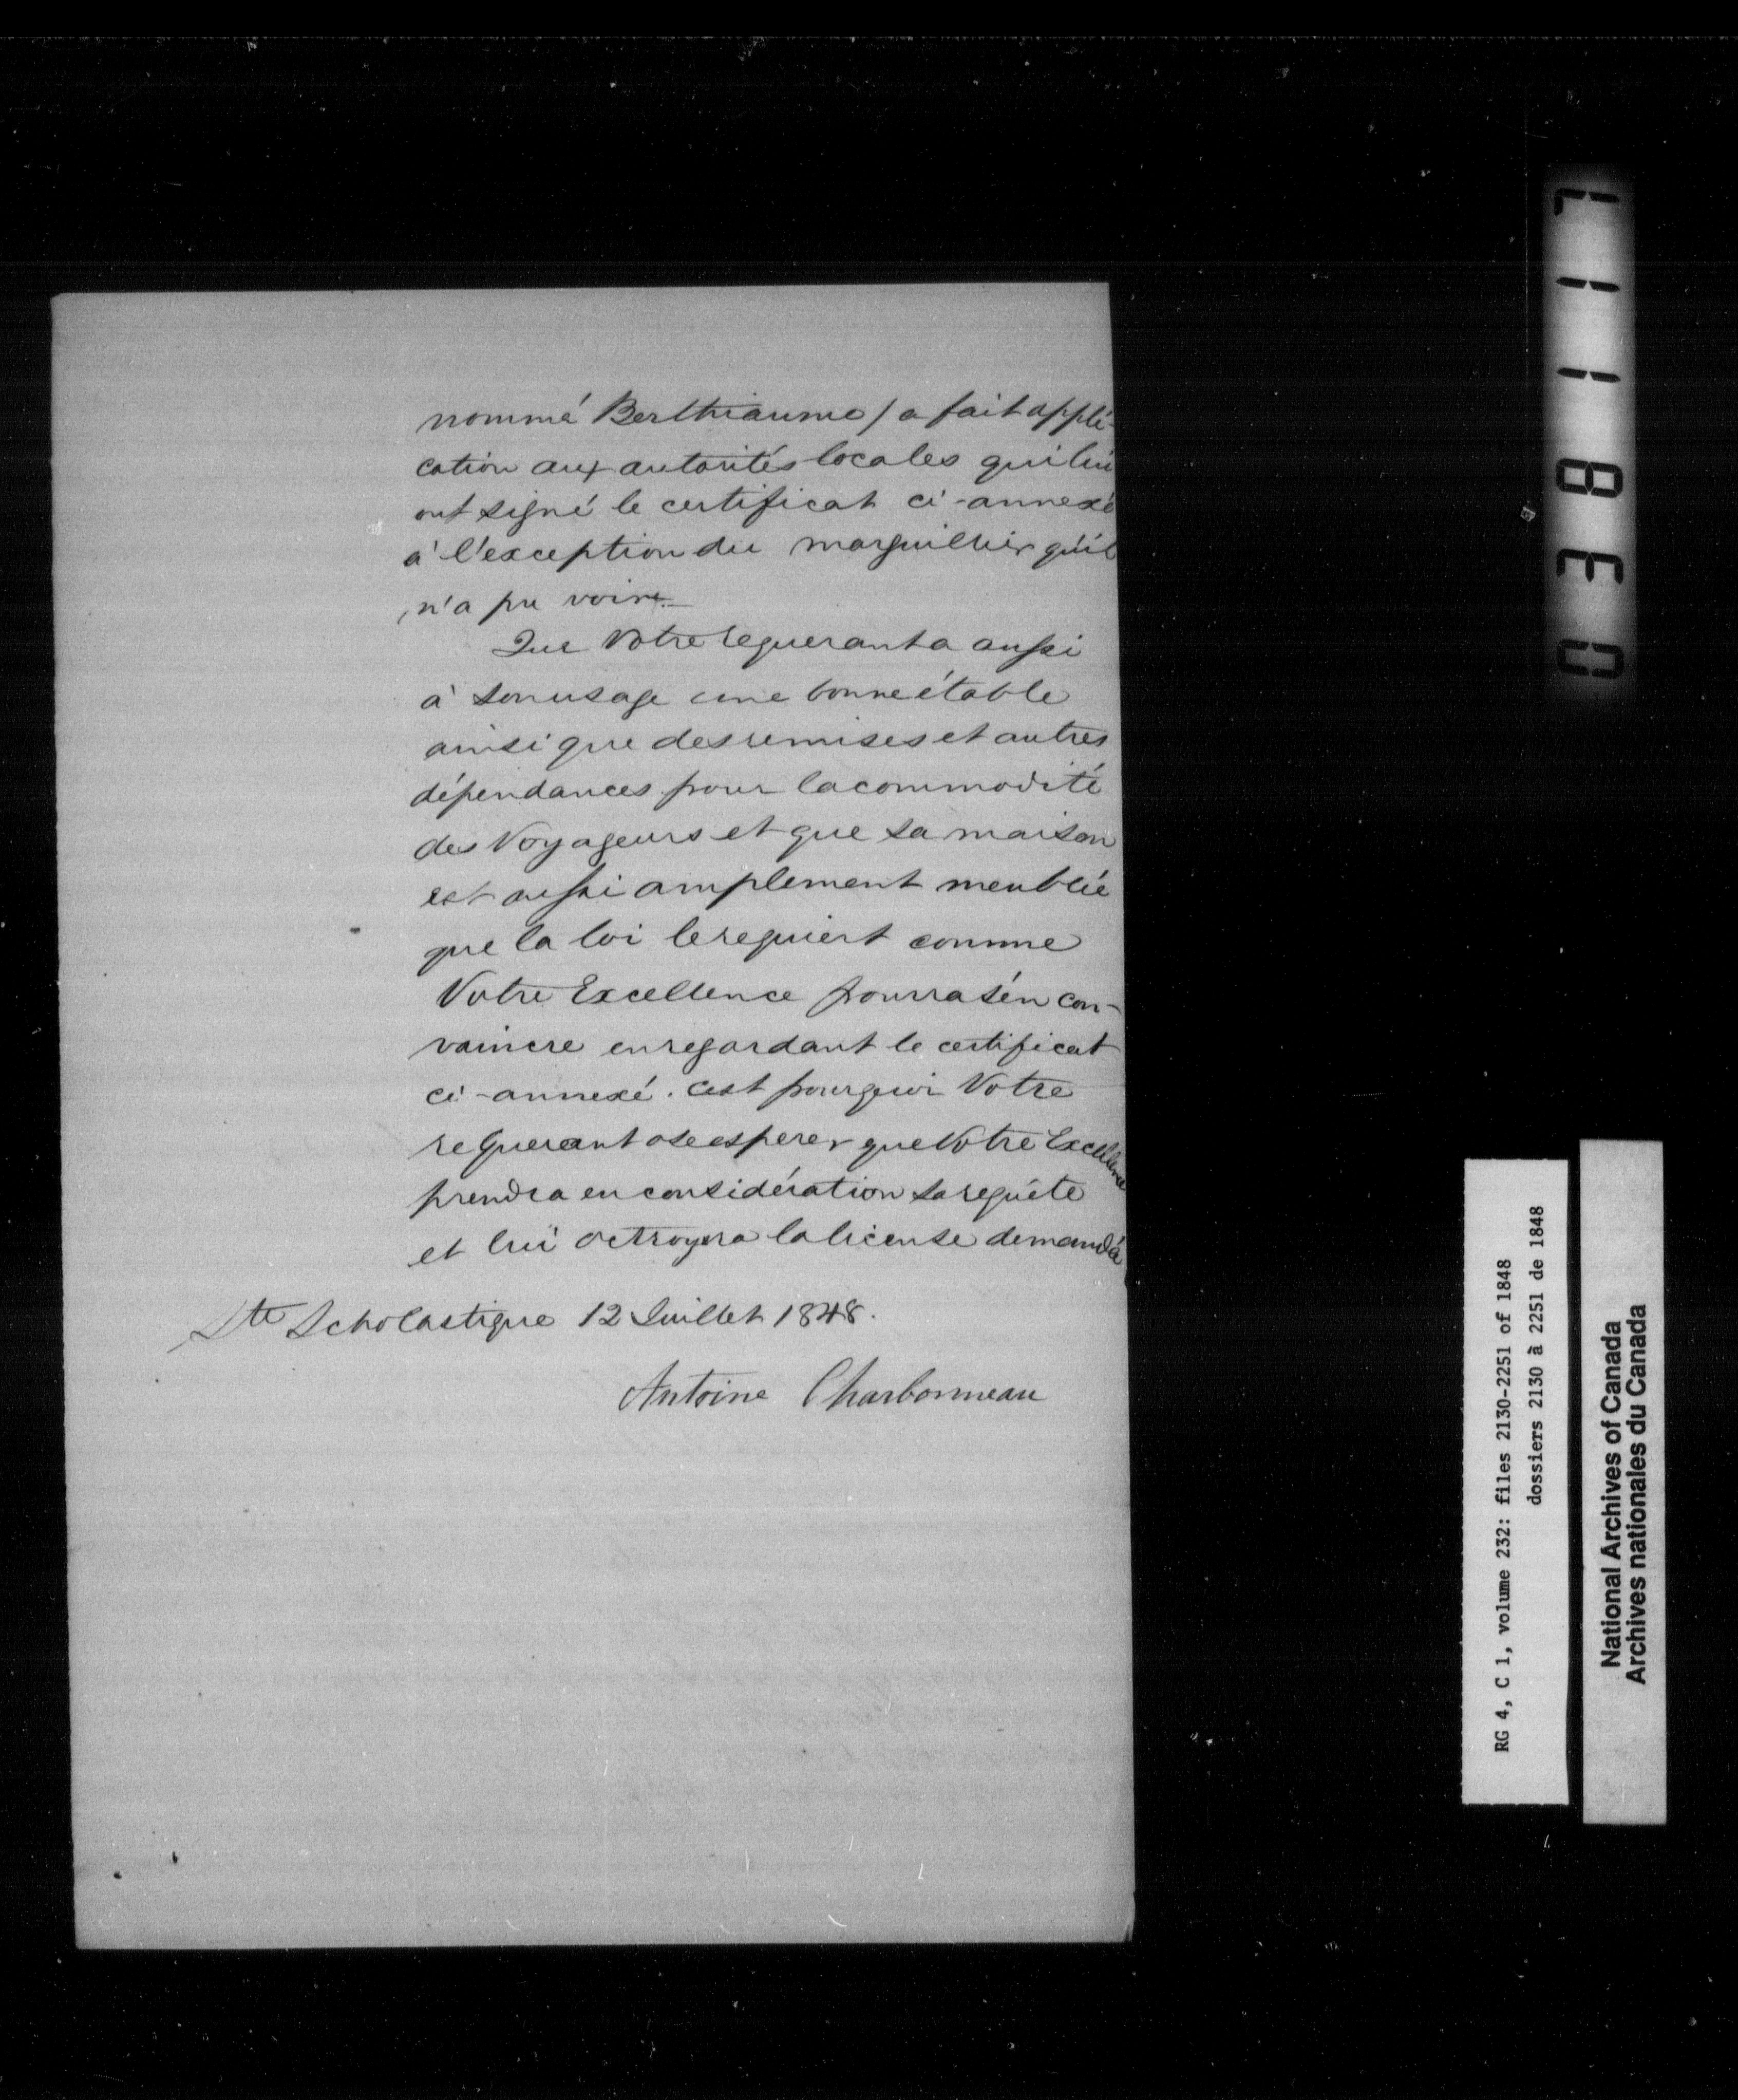 nommé Berthiaume / a fait appli-
cation aux autorités locales qui lui
ont signé le certificat ci-annexé
à l'exception du marguillier qu'il
n'a pu voir.
Que Votre requerant a aussi
à son usage une bonne étable
ainsi que des remises et autres
dépendances pour la commodité
des Voyageurs et que sa maison
est aussi amplement meublée
que la loi le requiert comme
Votre Excellence pourra s'en con-
vaincre en regardant le certificat
ci-annexé. C'est pourquoi Votre
requerant ose esperer que Votre Excellence
prendra en considération sa requête
et lui octroyera la license demandée
Ste Scholastique 12 Juillet 1848.
Antoine Charbonneau
038117
RG 4, C 1, volume 232: files 2130-2251 of 1848
dossiers 2130 à 2251 de 1848
National Archives of Canada
Archives nationales du Canada